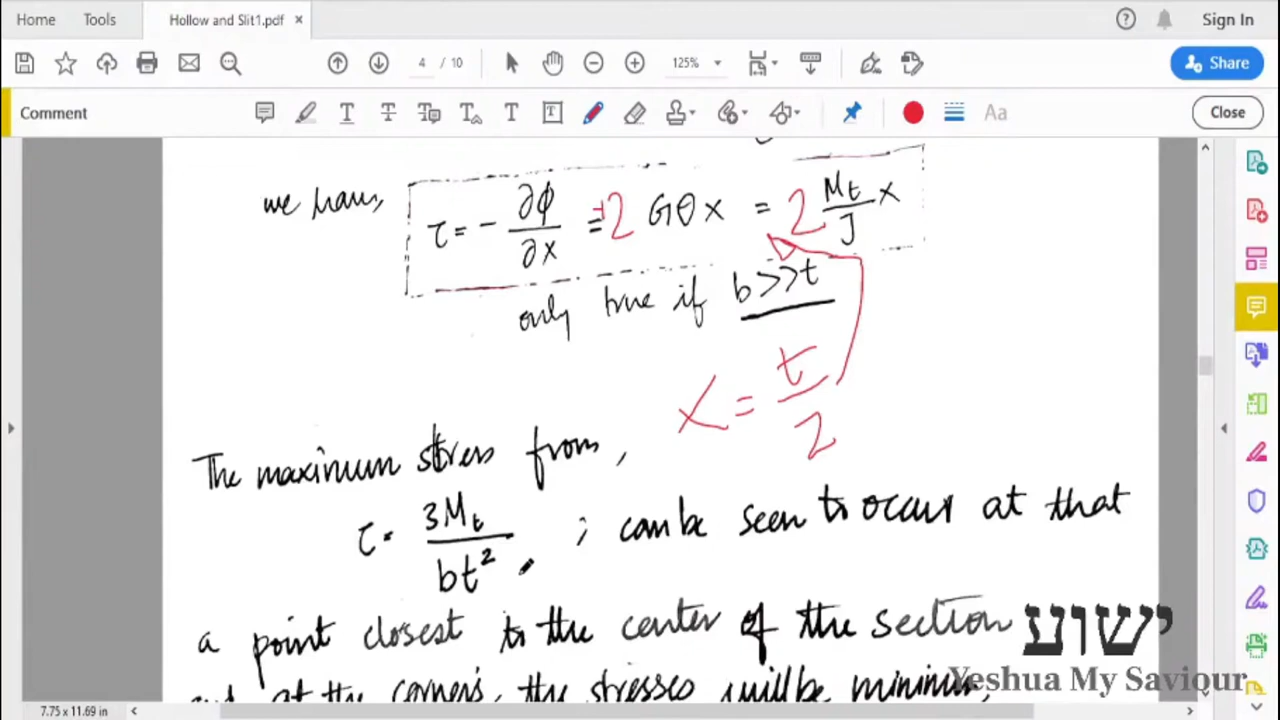 Home Tools Hollow and Slit1.pdf × ? Sign In
4 / 10 125% Share
Comment Aa Close
we have, τ = - ∂φ/∂x = +2 Gθx = 2 Mt/J x
only true if b>>t
x = t/2
The maximum stress from,
τ = 3Mt/bt² ; can be seen to occur at that
a point closest to the center of the section
and at the corners, the stresses will be minimum,
ישוע
Yeshua My Saviour
7.75 x 11.69 in